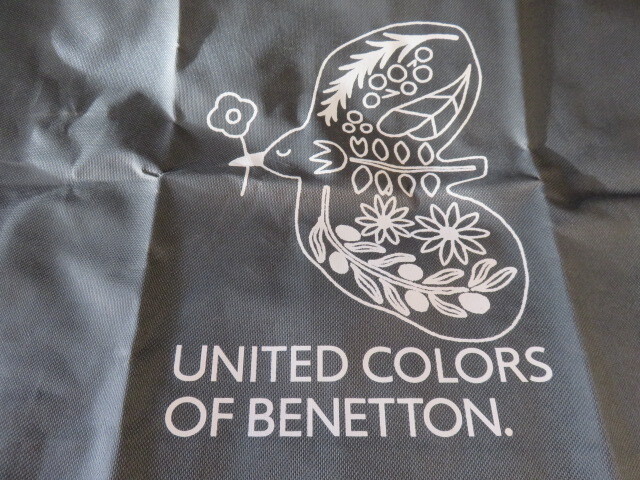 UNITED COLORS
OF BENETTON.